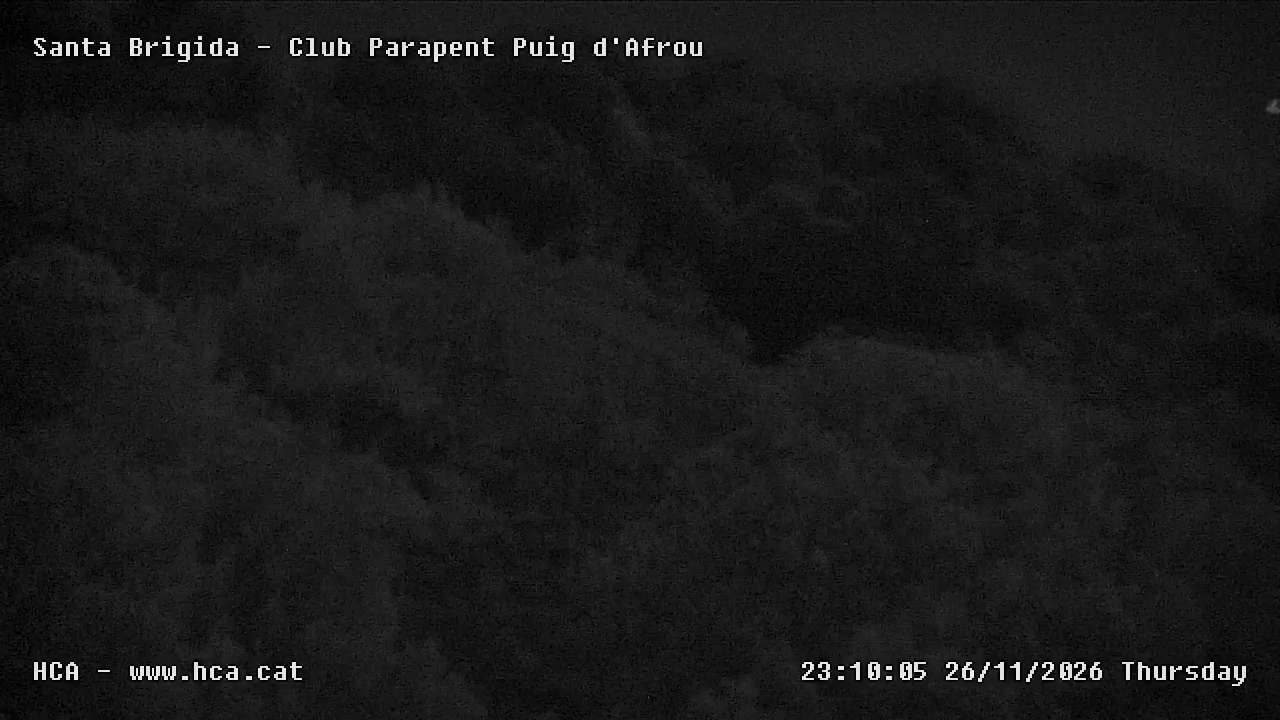 Santa Brigida - Club Parapent Puig d'Afrou
HCA - www.hca.cat
23:10:05 26/11/2026 Thursday